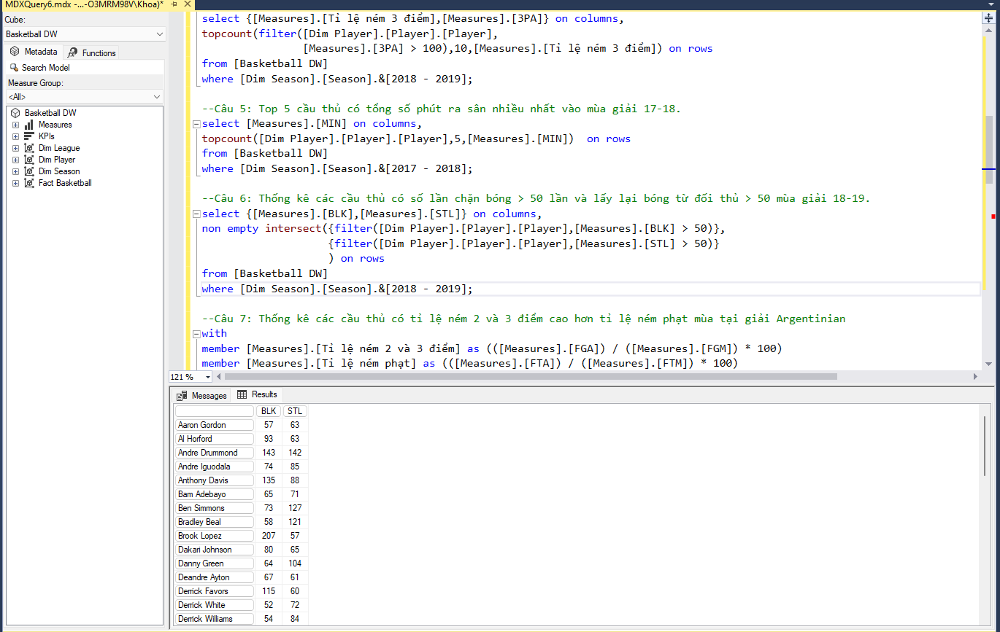 MDXQuery6.mdx -...-O3MRM98V\Khoa)*
Cube:
Basketball DW
Metadata
Functions
Search Model
Measure Group:
<All>
Basketball DW
Measures
KPIs
Dim League
Dim Player
Dim Season
Fact Basketball
select {[Measures].[Tỉ lệ ném 3 điểm],[Measures].[3PA]} on columns,
topcount(filter([Dim Player].[Player].[Player],
[Measures].[3PA] > 100),10,[Measures].[Tỉ lệ ném 3 điểm]) on rows
from [Basketball DW]
where [Dim Season].[Season].&[2018 - 2019];
--Câu 5: Top 5 cầu thủ có tổng số phút ra sân nhiều nhất vào mùa giải 17-18.
select [Measures].[MIN] on columns,
topcount([Dim Player].[Player].[Player],5,[Measures].[MIN])  on rows
from [Basketball DW]
where [Dim Season].[Season].&[2017 - 2018];
--Câu 6: Thống kê các cầu thủ có số lần chặn bóng > 50 lần và lấy lại bóng từ đối thủ > 50 mùa giải 18-19.
select {[Measures].[BLK],[Measures].[STL]} on columns,
non empty intersect({filter([Dim Player].[Player].[Player],[Measures].[BLK] > 50)},
{filter([Dim Player].[Player].[Player],[Measures].[STL] > 50)}
) on rows
from [Basketball DW]
where [Dim Season].[Season].&[2018 - 2019];
--Câu 7: Thống kê các cầu thủ có tỉ lệ ném 2 và 3 điểm cao hơn tỉ lệ ném phạt mùa tại giải Argentinian
with
member [Measures].[Tỉ lệ ném 2 và 3 điểm] as (([Measures].[FGA]) / ([Measures].[FGM]) * 100)
member [Measures].[Tỉ lệ ném phạt] as (([Measures].[FTA]) / ([Measures].[FTM]) * 100)
121 %
Messages
Results
BLK STL
Aaron Gordon 57 63
Al Horford 93 63
Andre Drummond 143 142
Andre Iguodala 74 85
Anthony Davis 135 88
Bam Adebayo 65 71
Ben Simmons 73 127
Bradley Beal 58 121
Brook Lopez 207 57
Dakari Johnson 80 65
Danny Green 64 104
Deandre Ayton 67 61
Derrick Favors 115 60
Derrick White 52 72
Derrick Williams 54 84